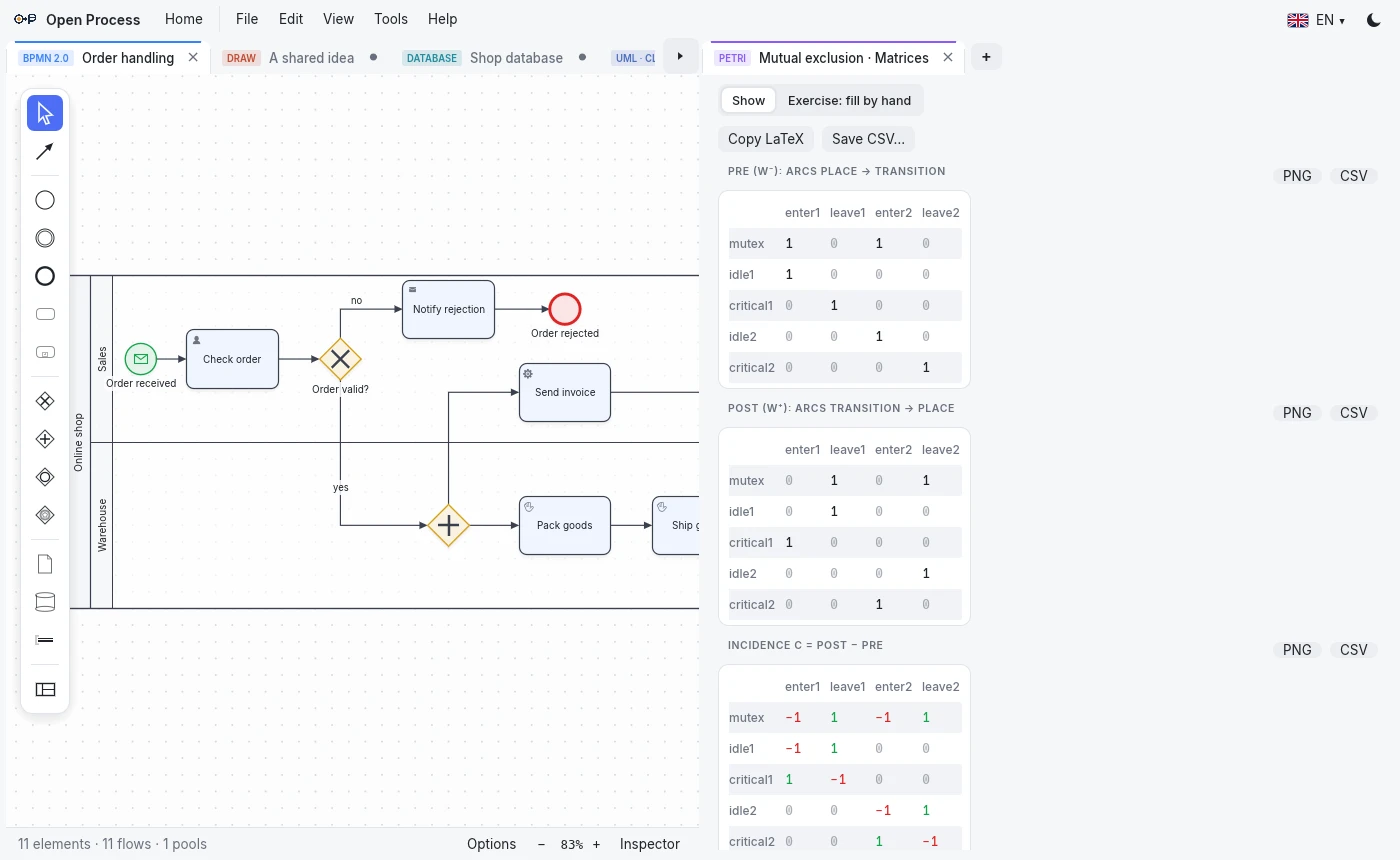 Open Process Home File Edit View Tools Help EN
BPMN 2.0 Order handling DRAW A shared idea DATABASE Shop database UML · CL PETRI Mutual exclusion · Matrices +
Show Exercise: fill by hand
Copy LaTeX Save CSV...
PRE (W⁻): ARCS PLACE → TRANSITION PNG CSV
enter1 leave1 enter2 leave2
mutex 1 0 1 0
idle1 1 0 0 0
critical1 0 1 0 0
idle2 0 0 1 0
critical2 0 0 0 1
POST (W⁺): ARCS TRANSITION → PLACE PNG CSV
enter1 leave1 enter2 leave2
mutex 0 1 0 1
idle1 0 1 0 0
critical1 1 0 0 0
idle2 0 0 0 1
critical2 0 0 1 0
INCIDENCE C = POST − PRE PNG CSV
enter1 leave1 enter2 leave2
mutex −1 1 −1 1
idle1 −1 1 0 0
critical1 1 −1 0 0
idle2 0 0 −1 1
critical2 0 0 1 −1
Online shop
Sales
Warehouse
Order received
Check order
Order valid?
no
Notify rejection
Order rejected
Send invoice
yes
Pack goods
Ship g
11 elements · 11 flows · 1 pools Options − 83% + Inspector